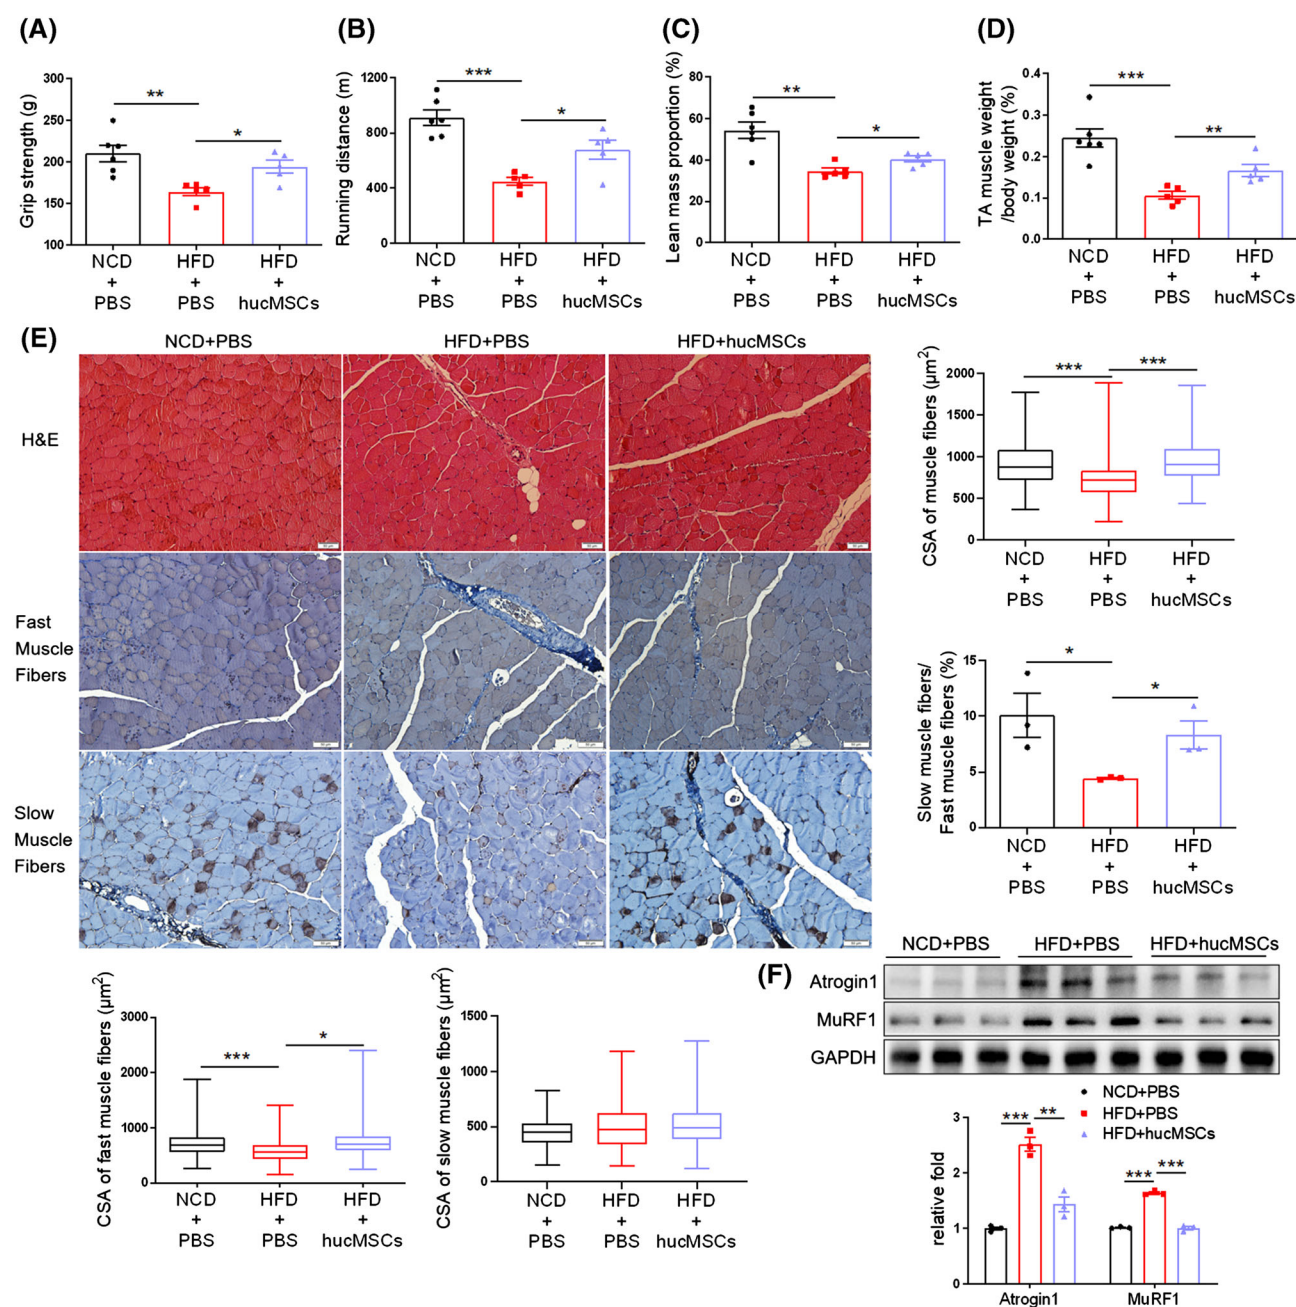 (A)
Grip strength (g)
300
250
200
150
100
**
*
NCD
+
PBS
HFD
+
PBS
HFD
+
hucMSCs
(B)
Running distance (m)
1200
800
400
0
***
*
NCD
+
PBS
HFD
+
PBS
HFD
+
hucMSCs
(C)
Lean mass proportion (%)
80
60
40
20
0
**
*
NCD
+
PBS
HFD
+
PBS
HFD
+
hucMSCs
(D)
TA muscle weight
/body weight (%)
0.4
0.3
0.2
0.1
0.0
***
**
NCD
+
PBS
HFD
+
PBS
HFD
+
hucMSCs
(E)
NCD+PBS
HFD+PBS
HFD+hucMSCs
H&E
Fast
Muscle
Fibers
Slow
Muscle
Fibers
CSA of muscle fibers (μm²)
2000
1500
1000
500
0
***
***
NCD
+
PBS
HFD
+
PBS
HFD
+
hucMSCs
Slow muscle fibers/
Fast muscle fibers (%)
15
10
5
0
*
*
NCD
+
PBS
HFD
+
PBS
HFD
+
hucMSCs
CSA of fast muscle fibers (μm²)
3000
2000
1000
0
***
*
NCD
+
PBS
HFD
+
PBS
HFD
+
hucMSCs
CSA of slow muscle fibers (μm²)
1500
1000
500
0
NCD
+
PBS
HFD
+
PBS
HFD
+
hucMSCs
(F)
NCD+PBS
HFD+PBS
HFD+hucMSCs
Atrogin1
MuRF1
GAPDH
NCD+PBS
HFD+PBS
HFD+hucMSCs
relative fold
3
2
1
0
***
**
***
***
Atrogin1
MuRF1